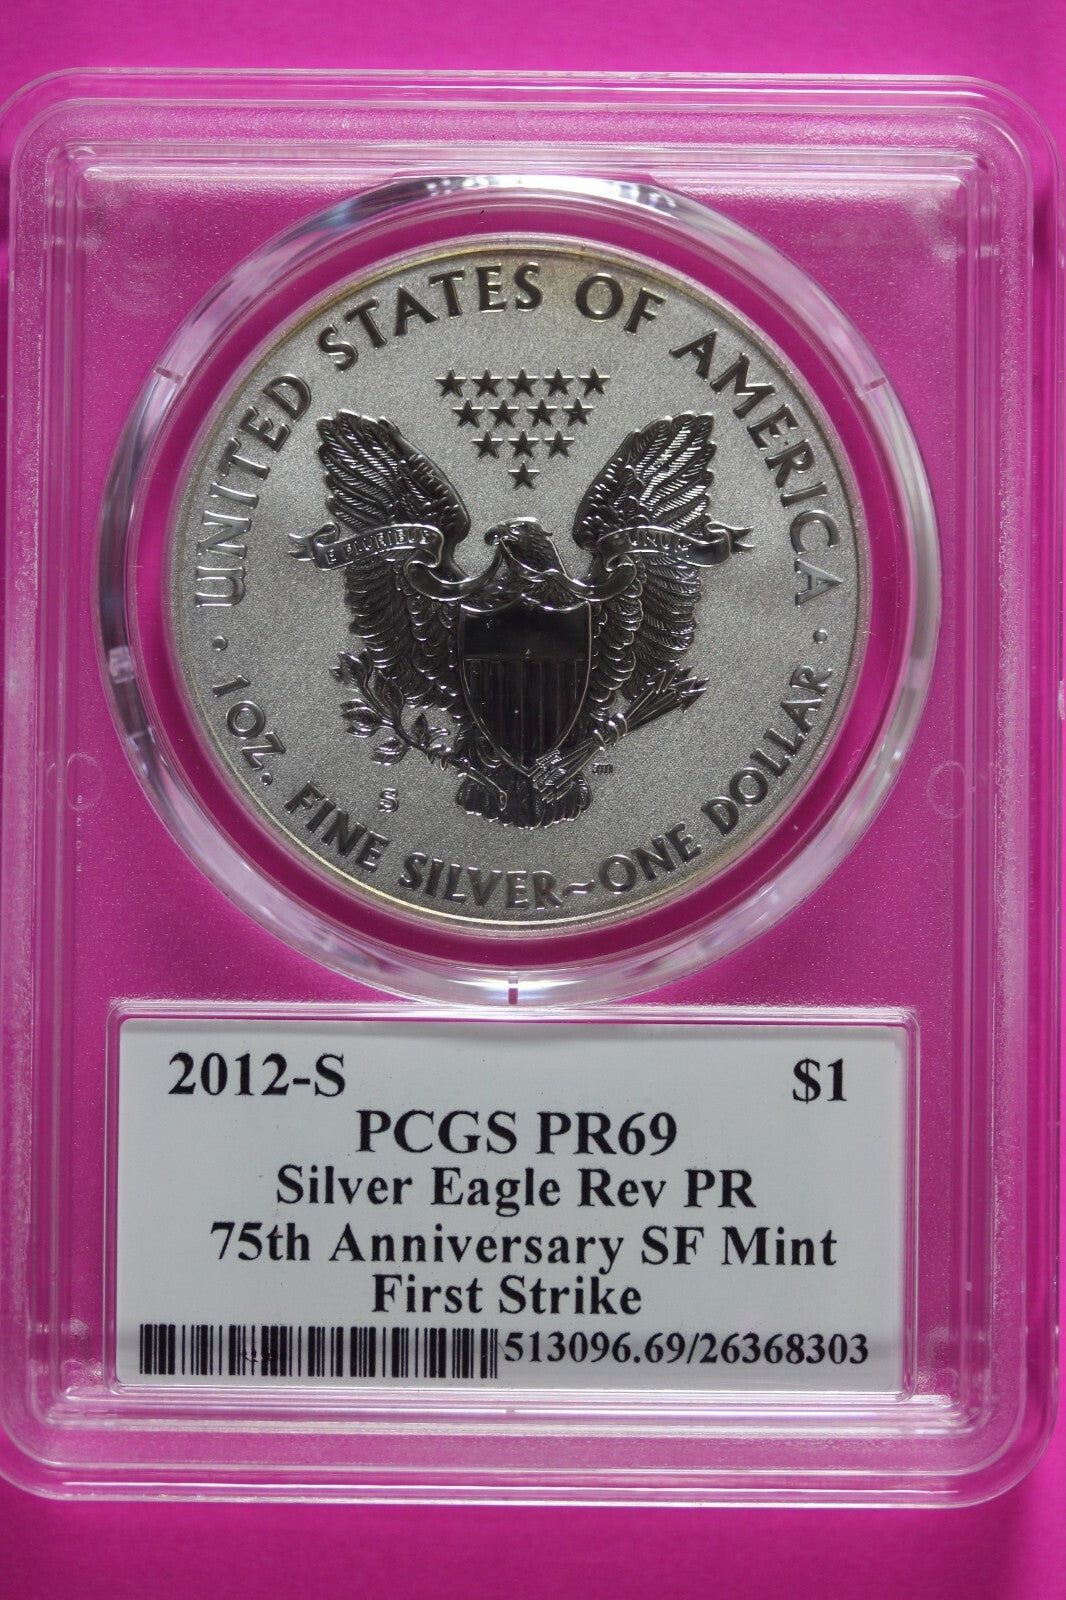 UNITED STATES OF AMERICA
E PLURIBUS UNUM
S
1 OZ. FINE SILVER~ONE DOLLAR
2012-S $1
PCGS PR69
Silver Eagle Rev PR
75th Anniversary SF Mint
First Strike
513096.69/26368303